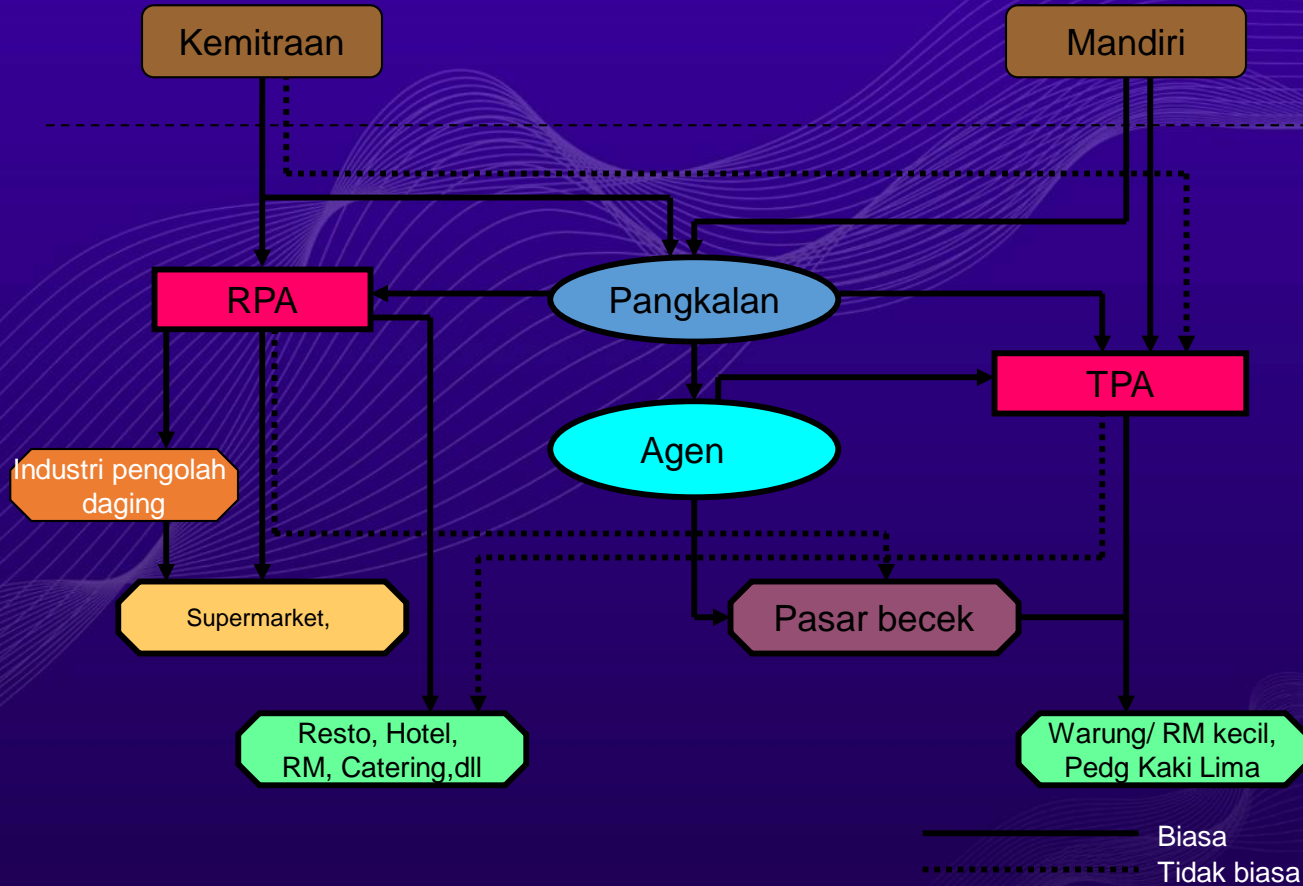 Kemitraan
Mandiri
RPA
Pangkalan
TPA
Agen
Industri pengolah
daging
Supermarket,
Pasar becek
Resto, Hotel,
RM, Catering,dll
Warung/ RM kecil,
Pedg Kaki Lima
Biasa
Tidak biasa